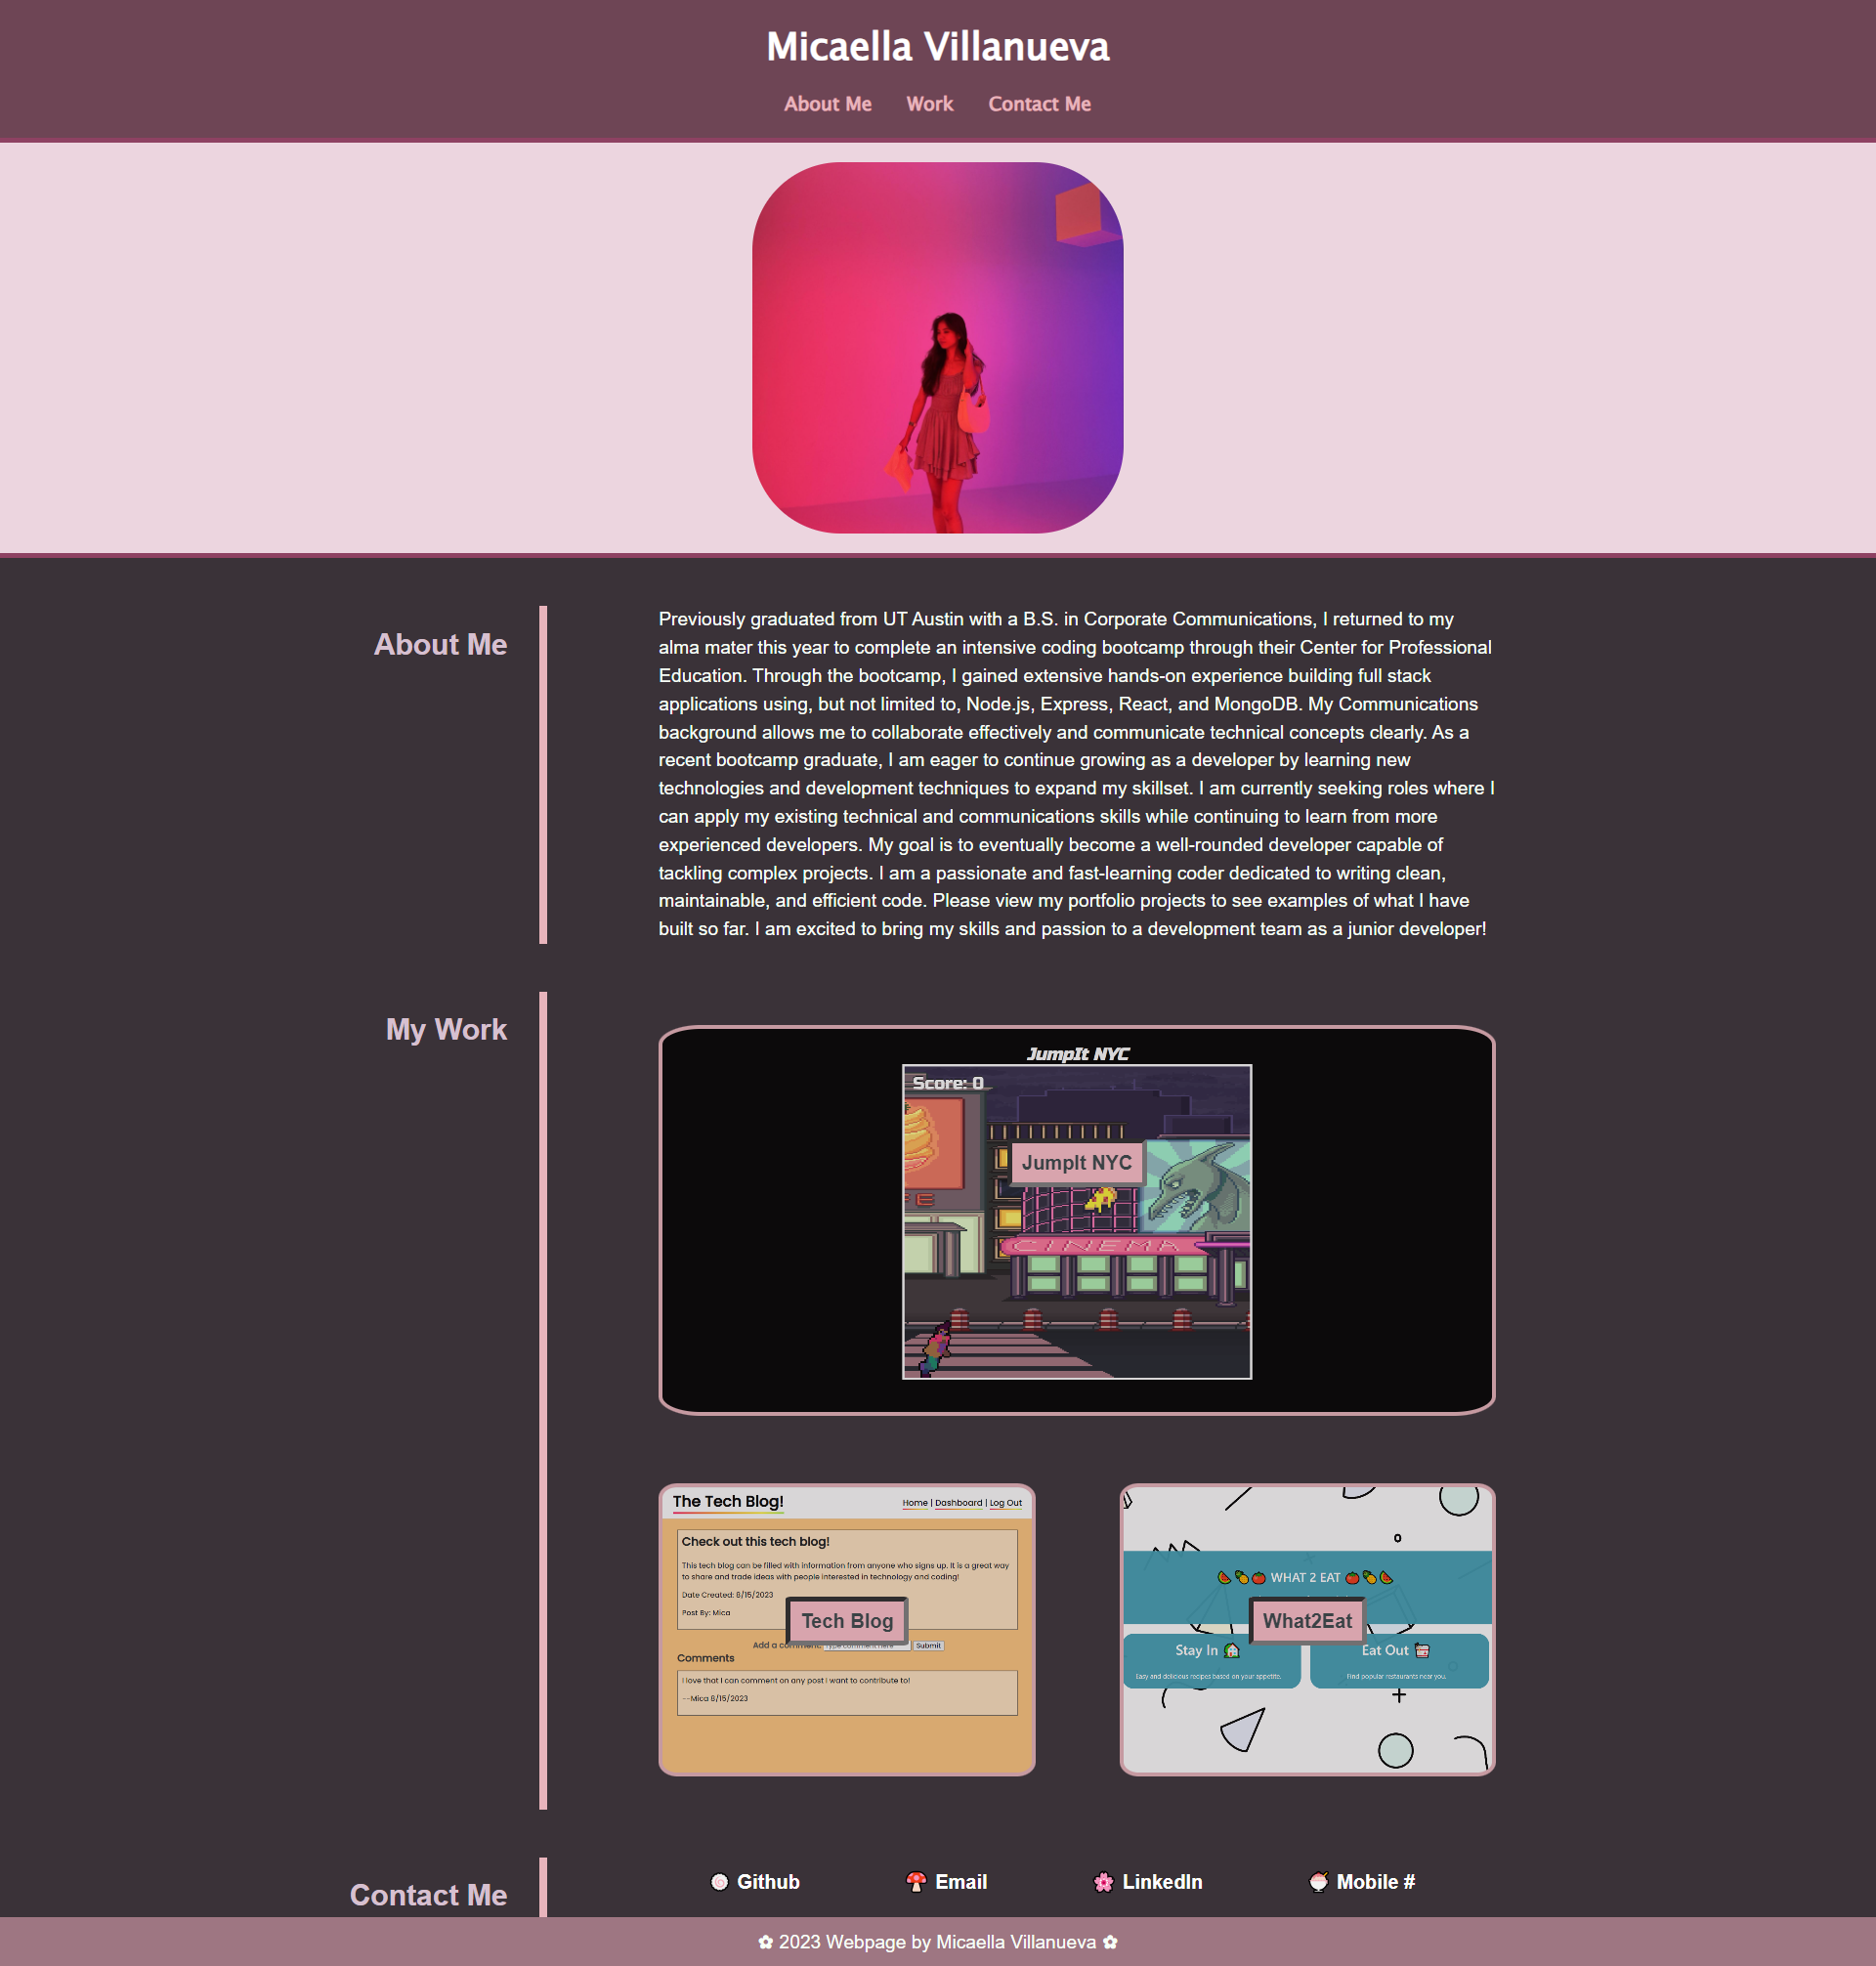 Micaella Villanueva
About Me Work Contact Me
About Me
Previously graduated from UT Austin with a B.S. in Corporate Communications, I returned to my
alma mater this year to complete an intensive coding bootcamp through their Center for Professional
Education. Through the bootcamp, I gained extensive hands-on experience building full stack
applications using, but not limited to, Node.js, Express, React, and MongoDB. My Communications
background allows me to collaborate effectively and communicate technical concepts clearly. As a
recent bootcamp graduate, I am eager to continue growing as a developer by learning new
technologies and development techniques to expand my skillset. I am currently seeking roles where I
can apply my existing technical and communications skills while continuing to learn from more
experienced developers. My goal is to eventually become a well-rounded developer capable of
tackling complex projects. I am a passionate and fast-learning coder dedicated to writing clean,
maintainable, and efficient code. Please view my portfolio projects to see examples of what I have
built so far. I am excited to bring my skills and passion to a development team as a junior developer!
My Work
JumpIt NYC
Score: 0
JumpIt NYC
CINEMA
The Tech Blog!
Home | Dashboard | Log Out
Check out this tech blog!
This tech blog can be filled with information from anyone who signs up. It is a great way
to share and trade ideas with people interested in technology and coding!
Date Created: 8/15/2023
Post By: Mica
Tech Blog
Add a comment:
Submit
Comments
I love that I can comment on any post I want to contribute to!
--Mica 8/15/2023
🍉🍍🍅 WHAT 2 EAT 🍅🍍🍉
What2Eat
Stay In 🏠
Easy and delicious recipes based on your appetite.
Eat Out
Find popular restaurants near you.
Contact Me
🍥 Github 🍄 Email 🌸 LinkedIn 🍧 Mobile #
✿ 2023 Webpage by Micaella Villanueva ✿